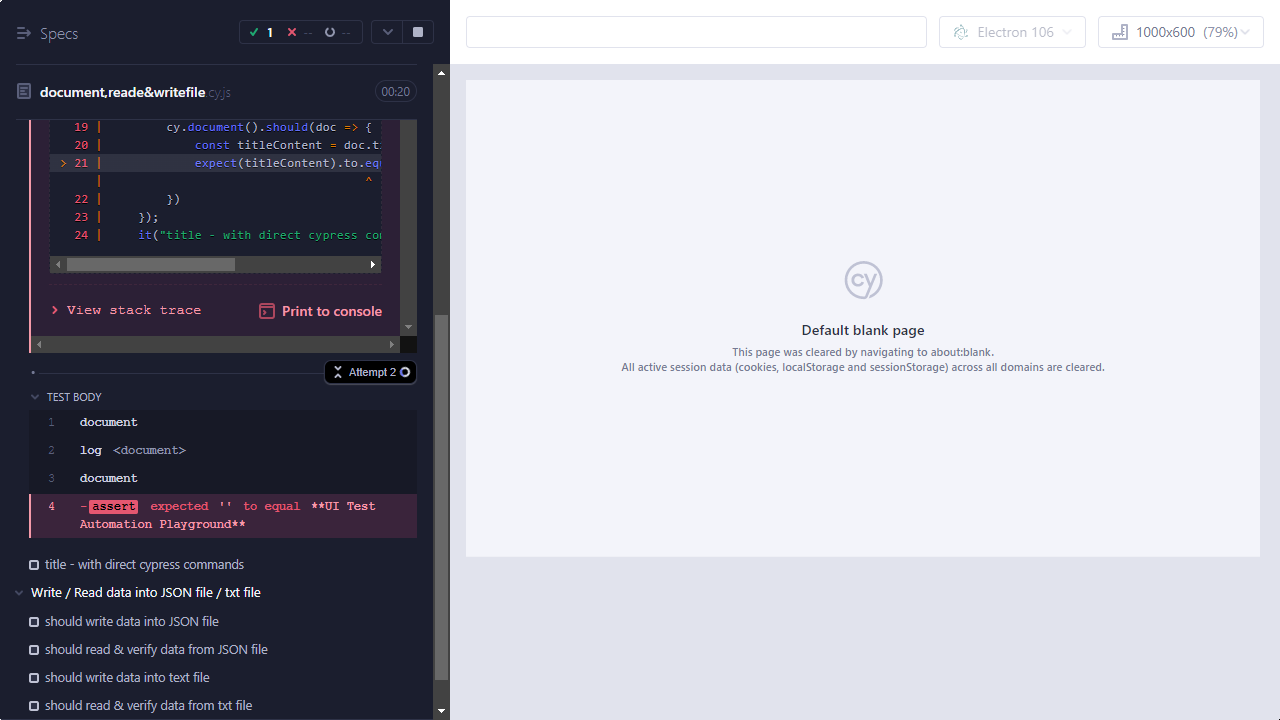 Specs
1 -- --
Electron 106
1000x600 (79%)
document,reade&writefile.cy.js
00:20
19 | cy.document().should(doc => {
20 | const titleContent = doc.ti
> 21 | expect(titleContent).to.equ
| ^
22 | })
23 | });
24 | it("title - with direct cypress com
> View stack trace
Print to console
Attempt 2
TEST BODY
1 document
2 log <document>
3 document
4 -assert expected '' to equal **UI Test
Automation Playground**
title - with direct cypress commands
Write / Read data into JSON file / txt file
should write data into JSON file
should read & verify data from JSON file
should write data into text file
should read & verify data from txt file
cy
Default blank page
This page was cleared by navigating to about:blank.
All active session data (cookies, localStorage and sessionStorage) across all domains are cleared.